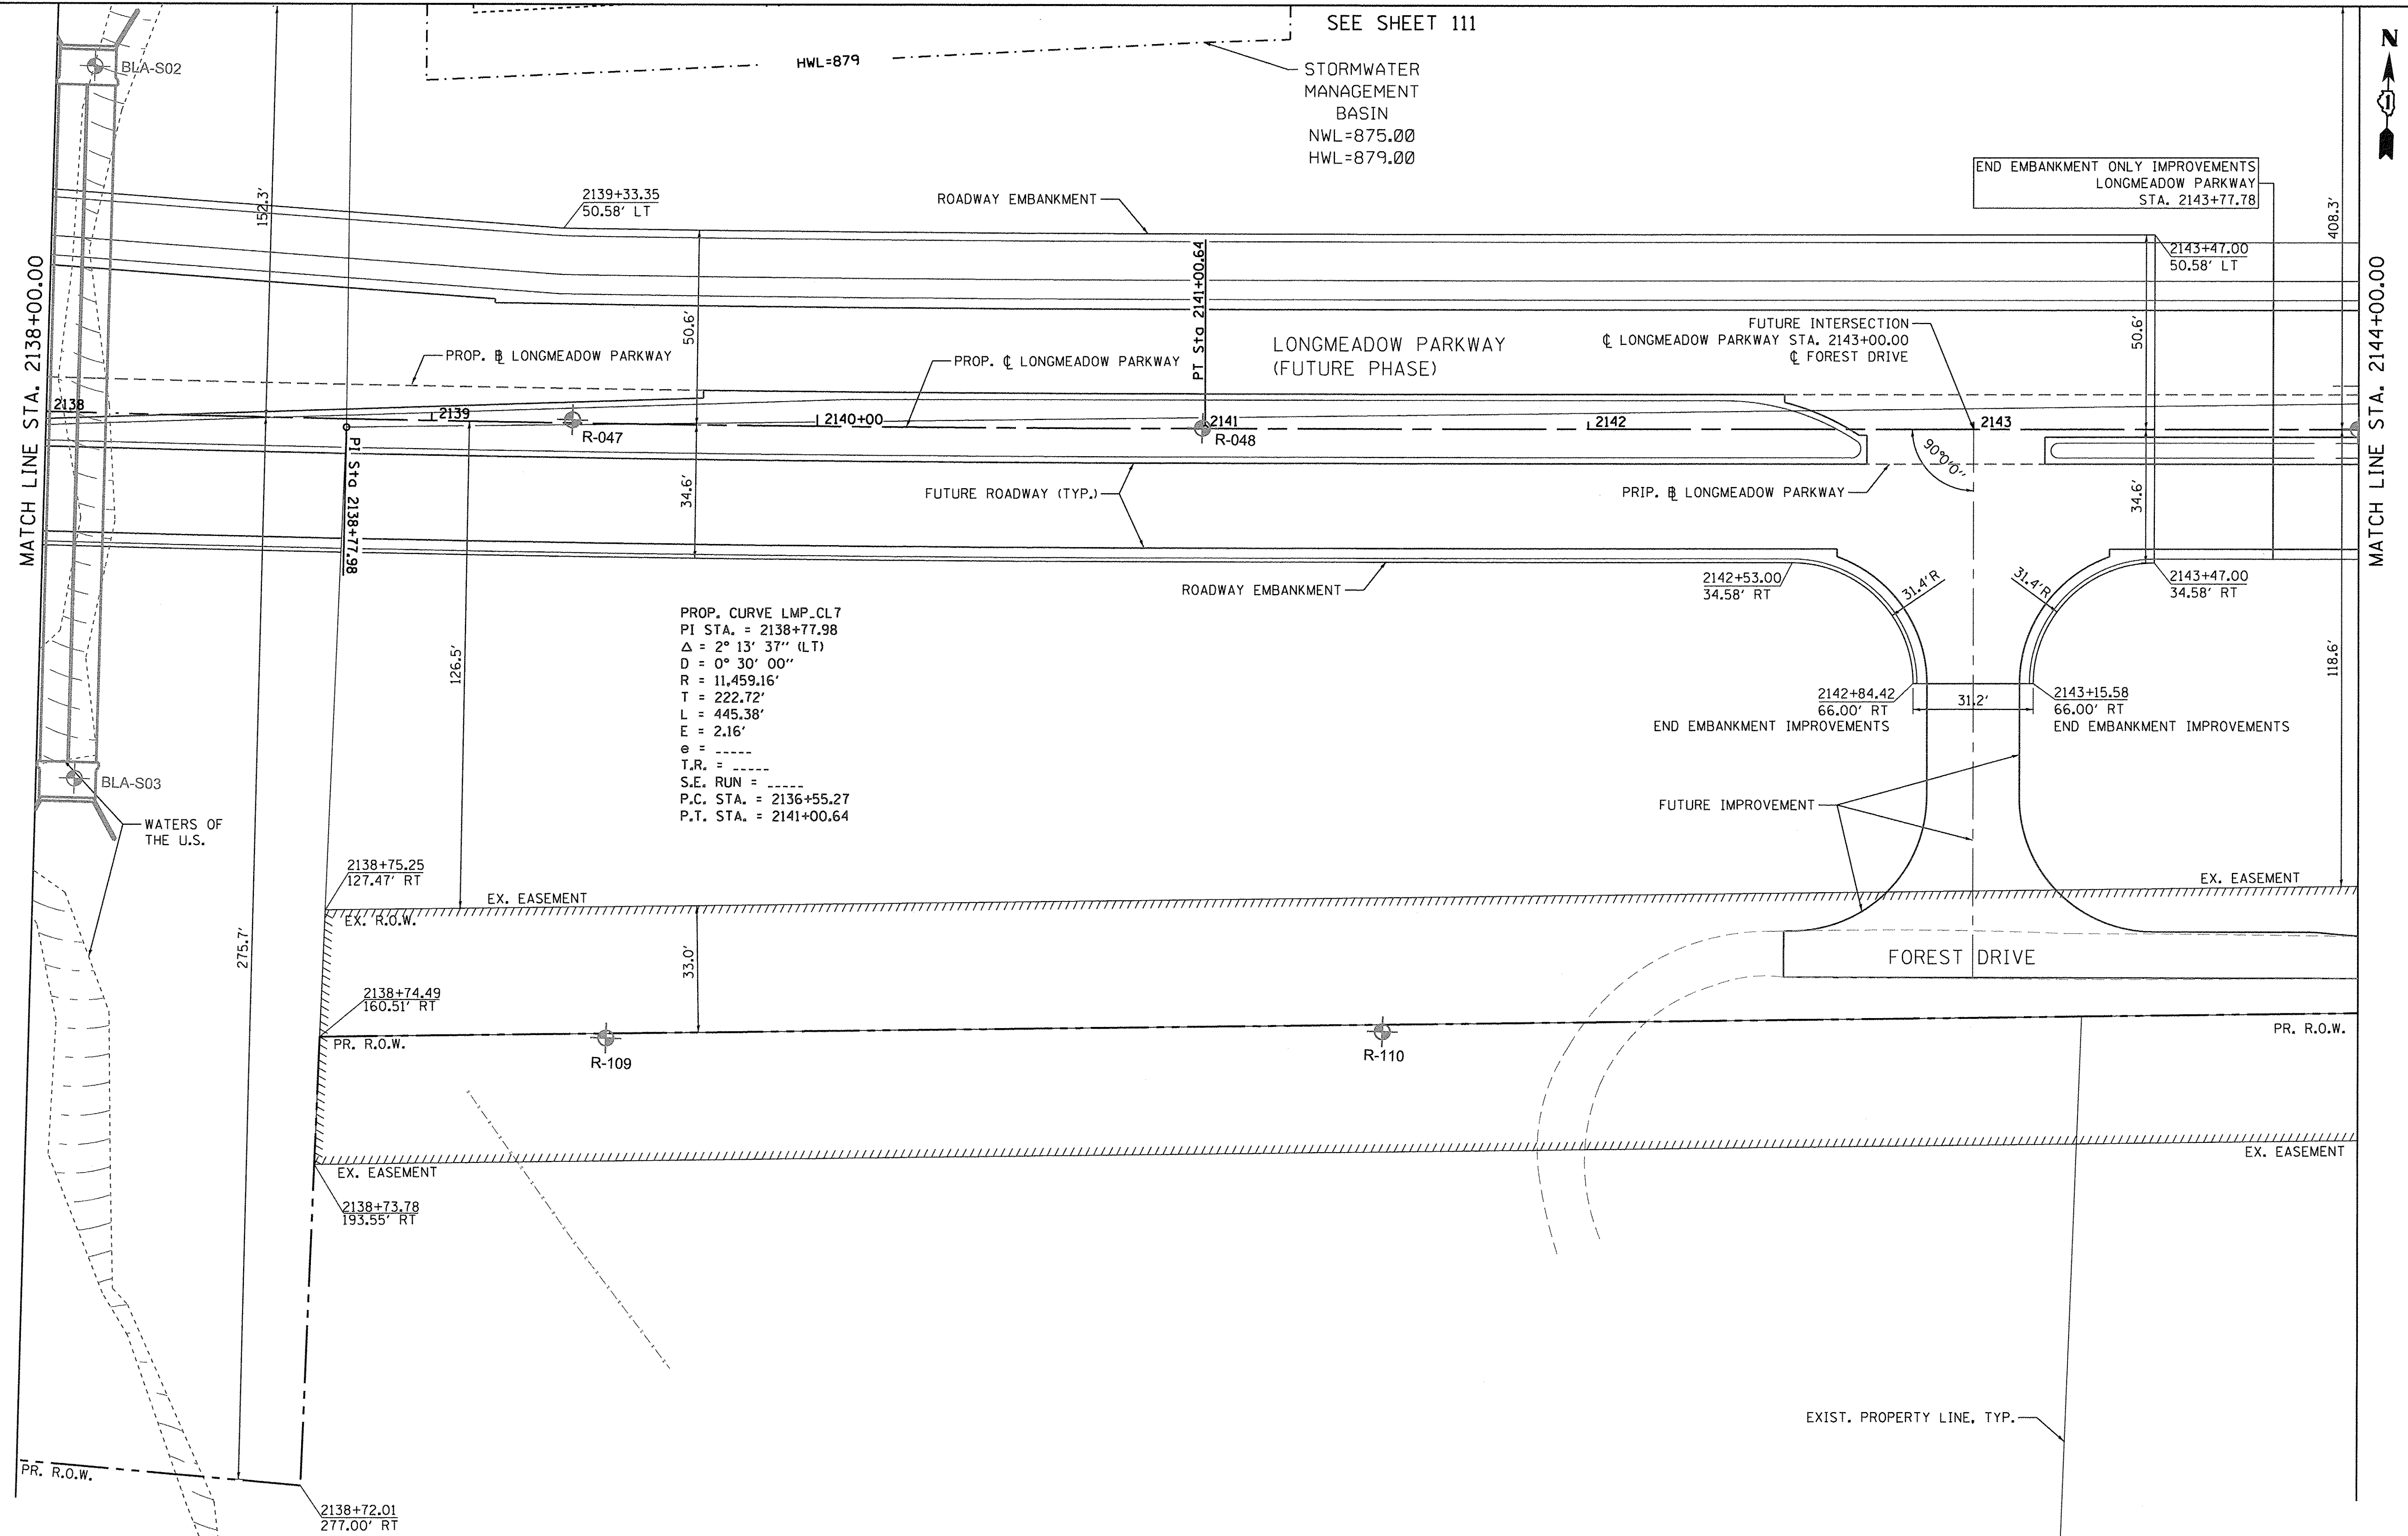 SEE SHEET 111
N
BLA-S02
HWL=879
STORMWATER
MANAGEMENT
BASIN
NWL=875.00
HWL=879.00
END EMBANKMENT ONLY IMPROVEMENTS
LONGMEADOW PARKWAY
STA. 2143+77.78
152.3'
2139+33.35
50.58' LT
ROADWAY EMBANKMENT
408.3'
2143+47.00
50.58' LT
MATCH LINE STA. 2138+00.00
MATCH LINE STA. 2144+00.00
PT Sta 2141+00.64
50.6'
50.6'
PROP. ⅊ LONGMEADOW PARKWAY
PROP. ℄ LONGMEADOW PARKWAY
LONGMEADOW PARKWAY
(FUTURE PHASE)
FUTURE INTERSECTION
℄ LONGMEADOW PARKWAY STA. 2143+00.00
℄ FOREST DRIVE
2138
2139
2140+00
2141
2142
2143
R-047
R-048
PI Sta 2138+77.98
34.6'
FUTURE ROADWAY (TYP.)
PRIP. ⅊ LONGMEADOW PARKWAY
90°0'0"
34.6'
ROADWAY EMBANKMENT
2142+53.00
34.58' RT
31.4'R
31.4'R
2143+47.00
34.58' RT
PROP. CURVE LMP_CL7
PI STA. = 2138+77.98
Δ = 2° 13' 37" (LT)
D = 0° 30' 00"
R = 11,459.16'
T = 222.72'
L = 445.38'
E = 2.16'
e = _____
T.R. = _____
S.E. RUN = _____
P.C. STA. = 2136+55.27
P.T. STA. = 2141+00.64
126.5'
118.6'
2142+84.42
66.00' RT
END EMBANKMENT IMPROVEMENTS
31.2'
2143+15.58
66.00' RT
END EMBANKMENT IMPROVEMENTS
BLA-S03
WATERS OF
THE U.S.
FUTURE IMPROVEMENT
2138+75.25
127.47' RT
EX. EASEMENT
EX. EASEMENT
EX. R.O.W.
275.7'
33.0'
FOREST DRIVE
2138+74.49
160.51' RT
PR. R.O.W.
PR. R.O.W.
R-109
R-110
EX. EASEMENT
EX. EASEMENT
2138+73.78
193.55' RT
EXIST. PROPERTY LINE, TYP.
PR. R.O.W.
2138+72.01
277.00' RT